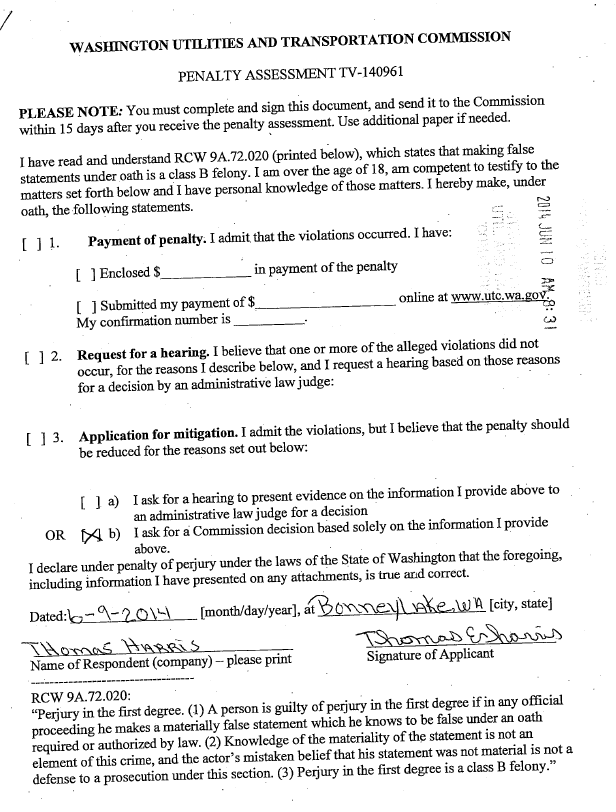 WASHINGTON UTILITIES AND TRANSPORTATION COMMISSION
PENALTY ASSESSMENT TV-140961
PLEASE NOTE: You must complete and sign this document, and send it to the Commission
within 15 days after you receive the penalty assessment. Use additional paper if needed.
I have read and understand RCW 9A.72.020 (printed below), which states that making false
statements under oath is a class B felony. I am over the age of 18, am competent to testify to the
matters set forth below and I have personal knowledge of those matters. I hereby make, under
oath, the following statements.
2014 JUN 10 AM 8:31
[ ] 1. Payment of penalty. I admit that the violations occurred. I have:
[ ] Enclosed $____________ in payment of the penalty
[ ] Submitted my payment of $___________________ online at www.utc.wa.gov.
My confirmation number is __________.
[ ] 2. Request for a hearing. I believe that one or more of the alleged violations did not
occur, for the reasons I describe below, and I request a hearing based on those reasons
for a decision by an administrative law judge:
[ ] 3. Application for mitigation. I admit the violations, but I believe that the penalty should
be reduced for the reasons set out below:
[ ] a) I ask for a hearing to present evidence on the information I provide above to
an administrative law judge for a decision
OR [X] b) I ask for a Commission decision based solely on the information I provide
above.
I declare under penalty of perjury under the laws of the State of Washington that the foregoing,
including information I have presented on any attachments, is true and correct.
Dated: 6-9-2014 [month/day/year], at Bonney Lake, WA [city, state]
THOMAS HARRIS Thomas E Harris
Name of Respondent (company) – please print Signature of Applicant
-----------------------------------
RCW 9A.72.020:
“Perjury in the first degree. (1) A person is guilty of perjury in the first degree if in any official
proceeding he makes a materially false statement which he knows to be false under an oath
required or authorized by law. (2) Knowledge of the materiality of the statement is not an
element of this crime, and the actor’s mistaken belief that his statement was not material is not a
defense to a prosecution under this section. (3) Perjury in the first degree is a class B felony.”